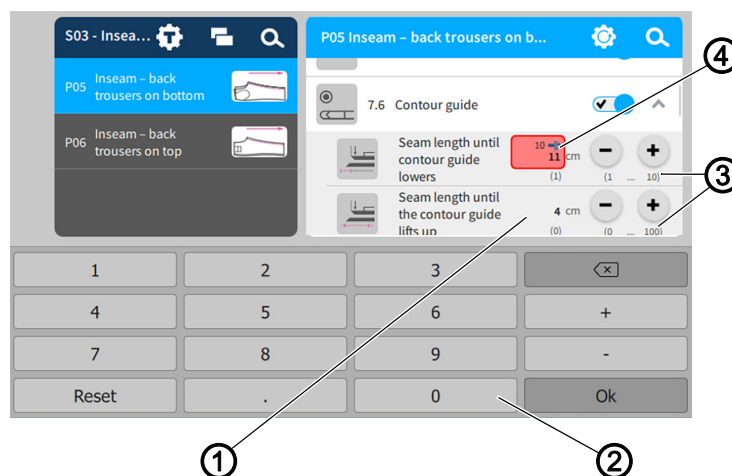 S03 - Insea...
P05 Inseam – back
trousers on bottom
P06 Inseam – back
trousers on top
P05 Inseam – back trousers on b...
7.6 Contour guide
Seam length until
contour guide
lowers
10
11 cm
(1)
(1 ... 10)
Seam length until
the contour guide
lifts up
4 cm
(0)
(0 ... 100)
1 2 3
4 5 6 +
7 8 9 -
Reset . 0 Ok
4
3
1
2